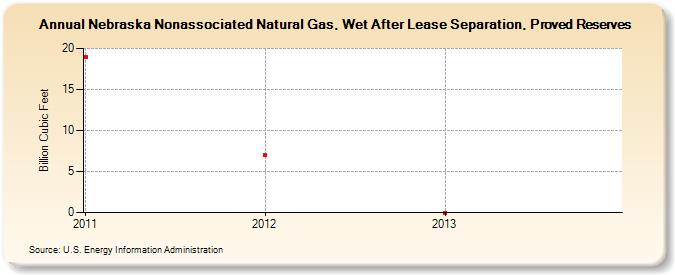 Annual Nebraska Nonassociated Natural Gas, Wet After Lease Separation, Proved Reserves
Billion Cubic Feet
20
15
10
5
0
2011 2012 2013
Source: U.S. Energy Information Administration